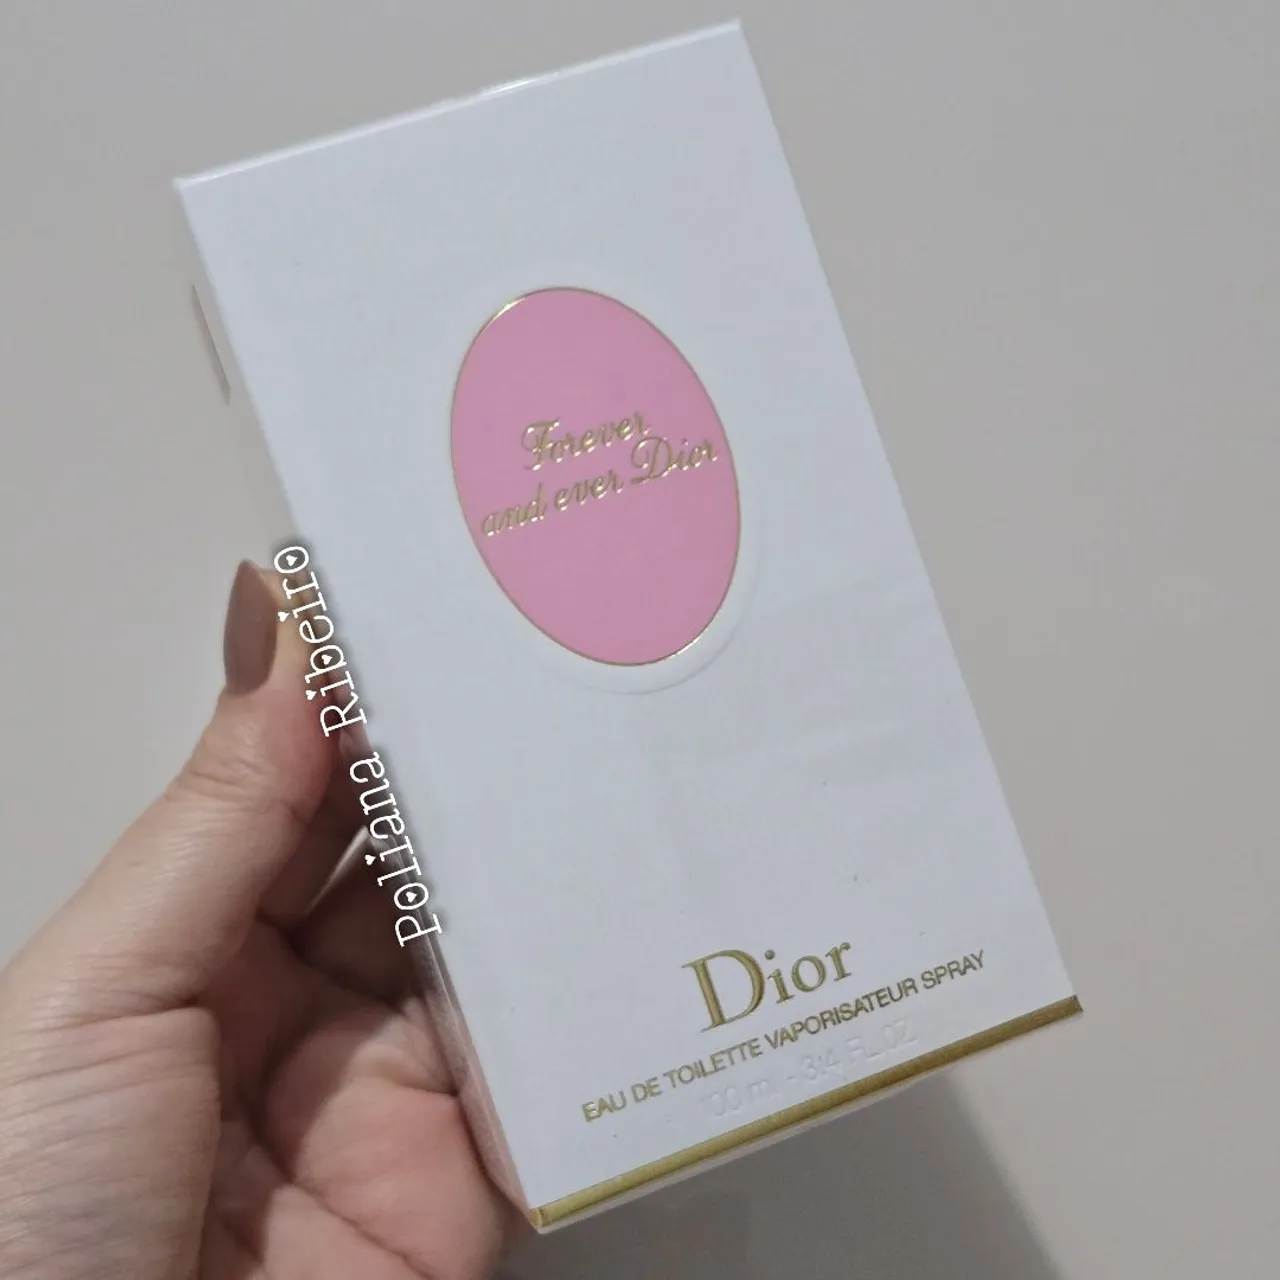 Forever
and ever Dior
Poliana Ribeiro
Dior
EAU DE TOILETTE VAPORISATEUR SPRAY
100 ml - 3.4 FL.OZ